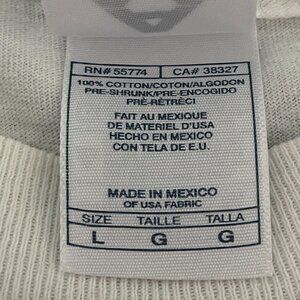 RN# 55774 CA# 38327
100% COTTON/COTON/ALGODON
PRE-SHRUNK/PRE-ENCOGIDO
PRÉ-RÉTRÉCI
FAIT AU MEXIQUE
DE MATERIEL D'USA
HECHO EN MEXICO
CON TELA DE E.U.
MADE IN MEXICO
OF USA FABRIC
SIZE TAILLE TALLA
L G G